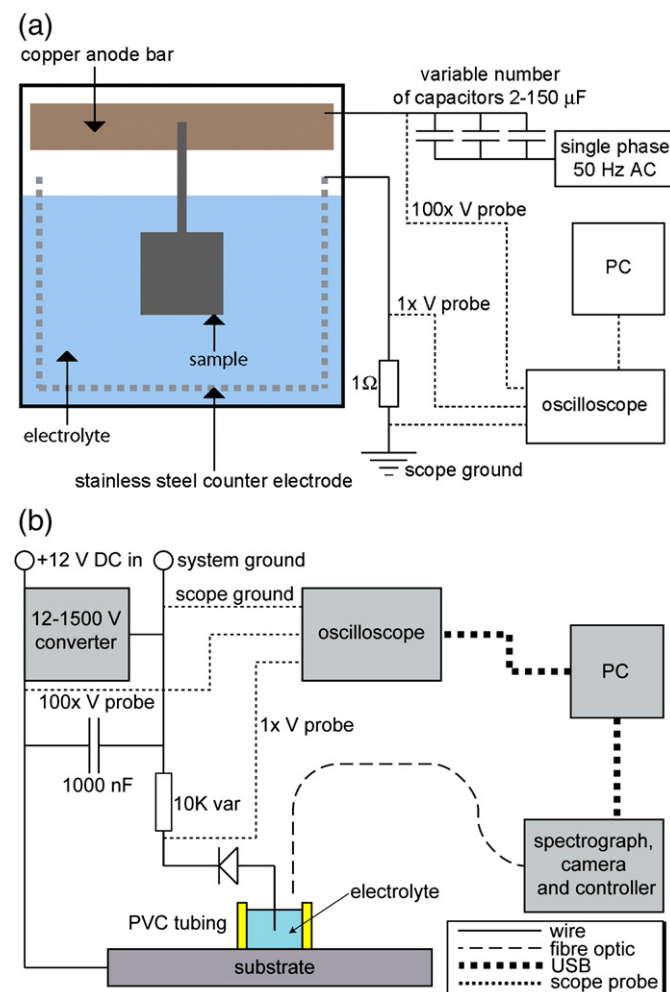 (a)
copper anode bar
variable number
of capacitors 2-150 µF
single phase
50 Hz AC
100x V probe
PC
1x V probe
sample
1Ω
oscilloscope
electrolyte
scope ground
stainless steel counter electrode
(b)
+12 V DC in
system ground
scope ground
12-1500 V
converter
oscilloscope
PC
100x V probe
1x V probe
1000 nF
10K var
spectrograph,
camera
and controller
electrolyte
PVC tubing
substrate
wire
fibre optic
USB
scope probe